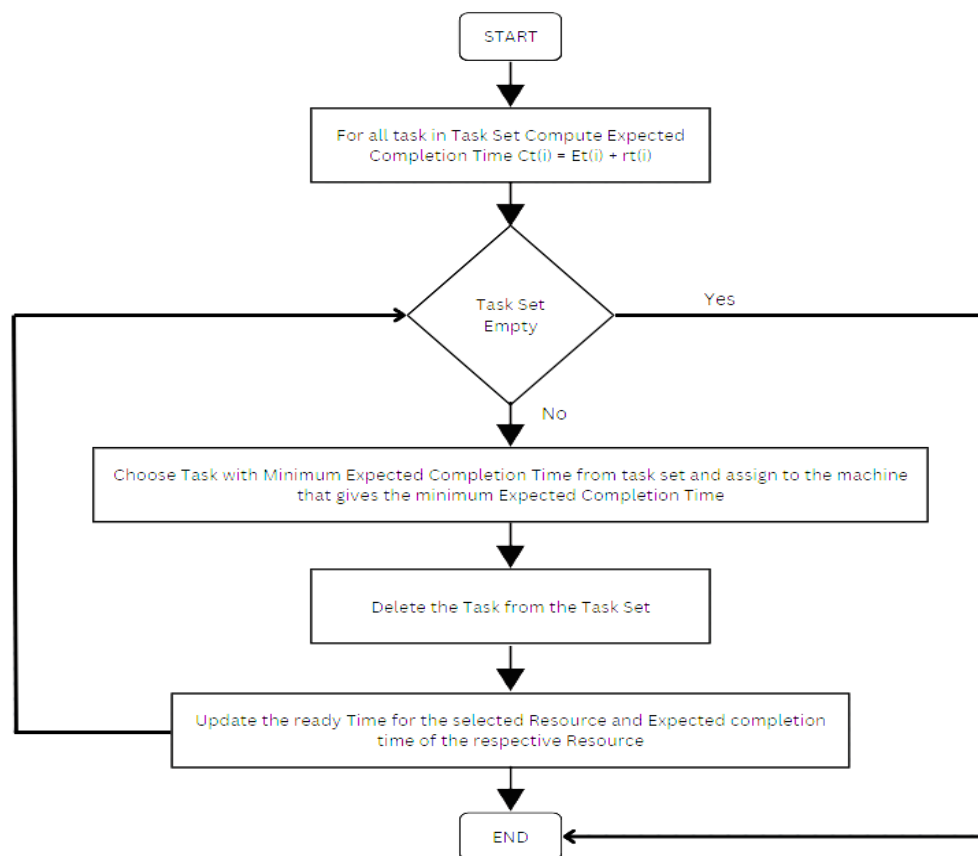 START
For all task in Task Set Compute Expected
Completion Time Ct(i) = Et(i) + rt(i)
Task Set
Empty
Yes
No
Choose Task with Minimum Expected Completion Time from task set and assign to the machine
that gives the minimum Expected Completion Time
Delete the Task from the Task Set
Update the ready Time for the selected Resource and Expected completion
time of the respective Resource
END